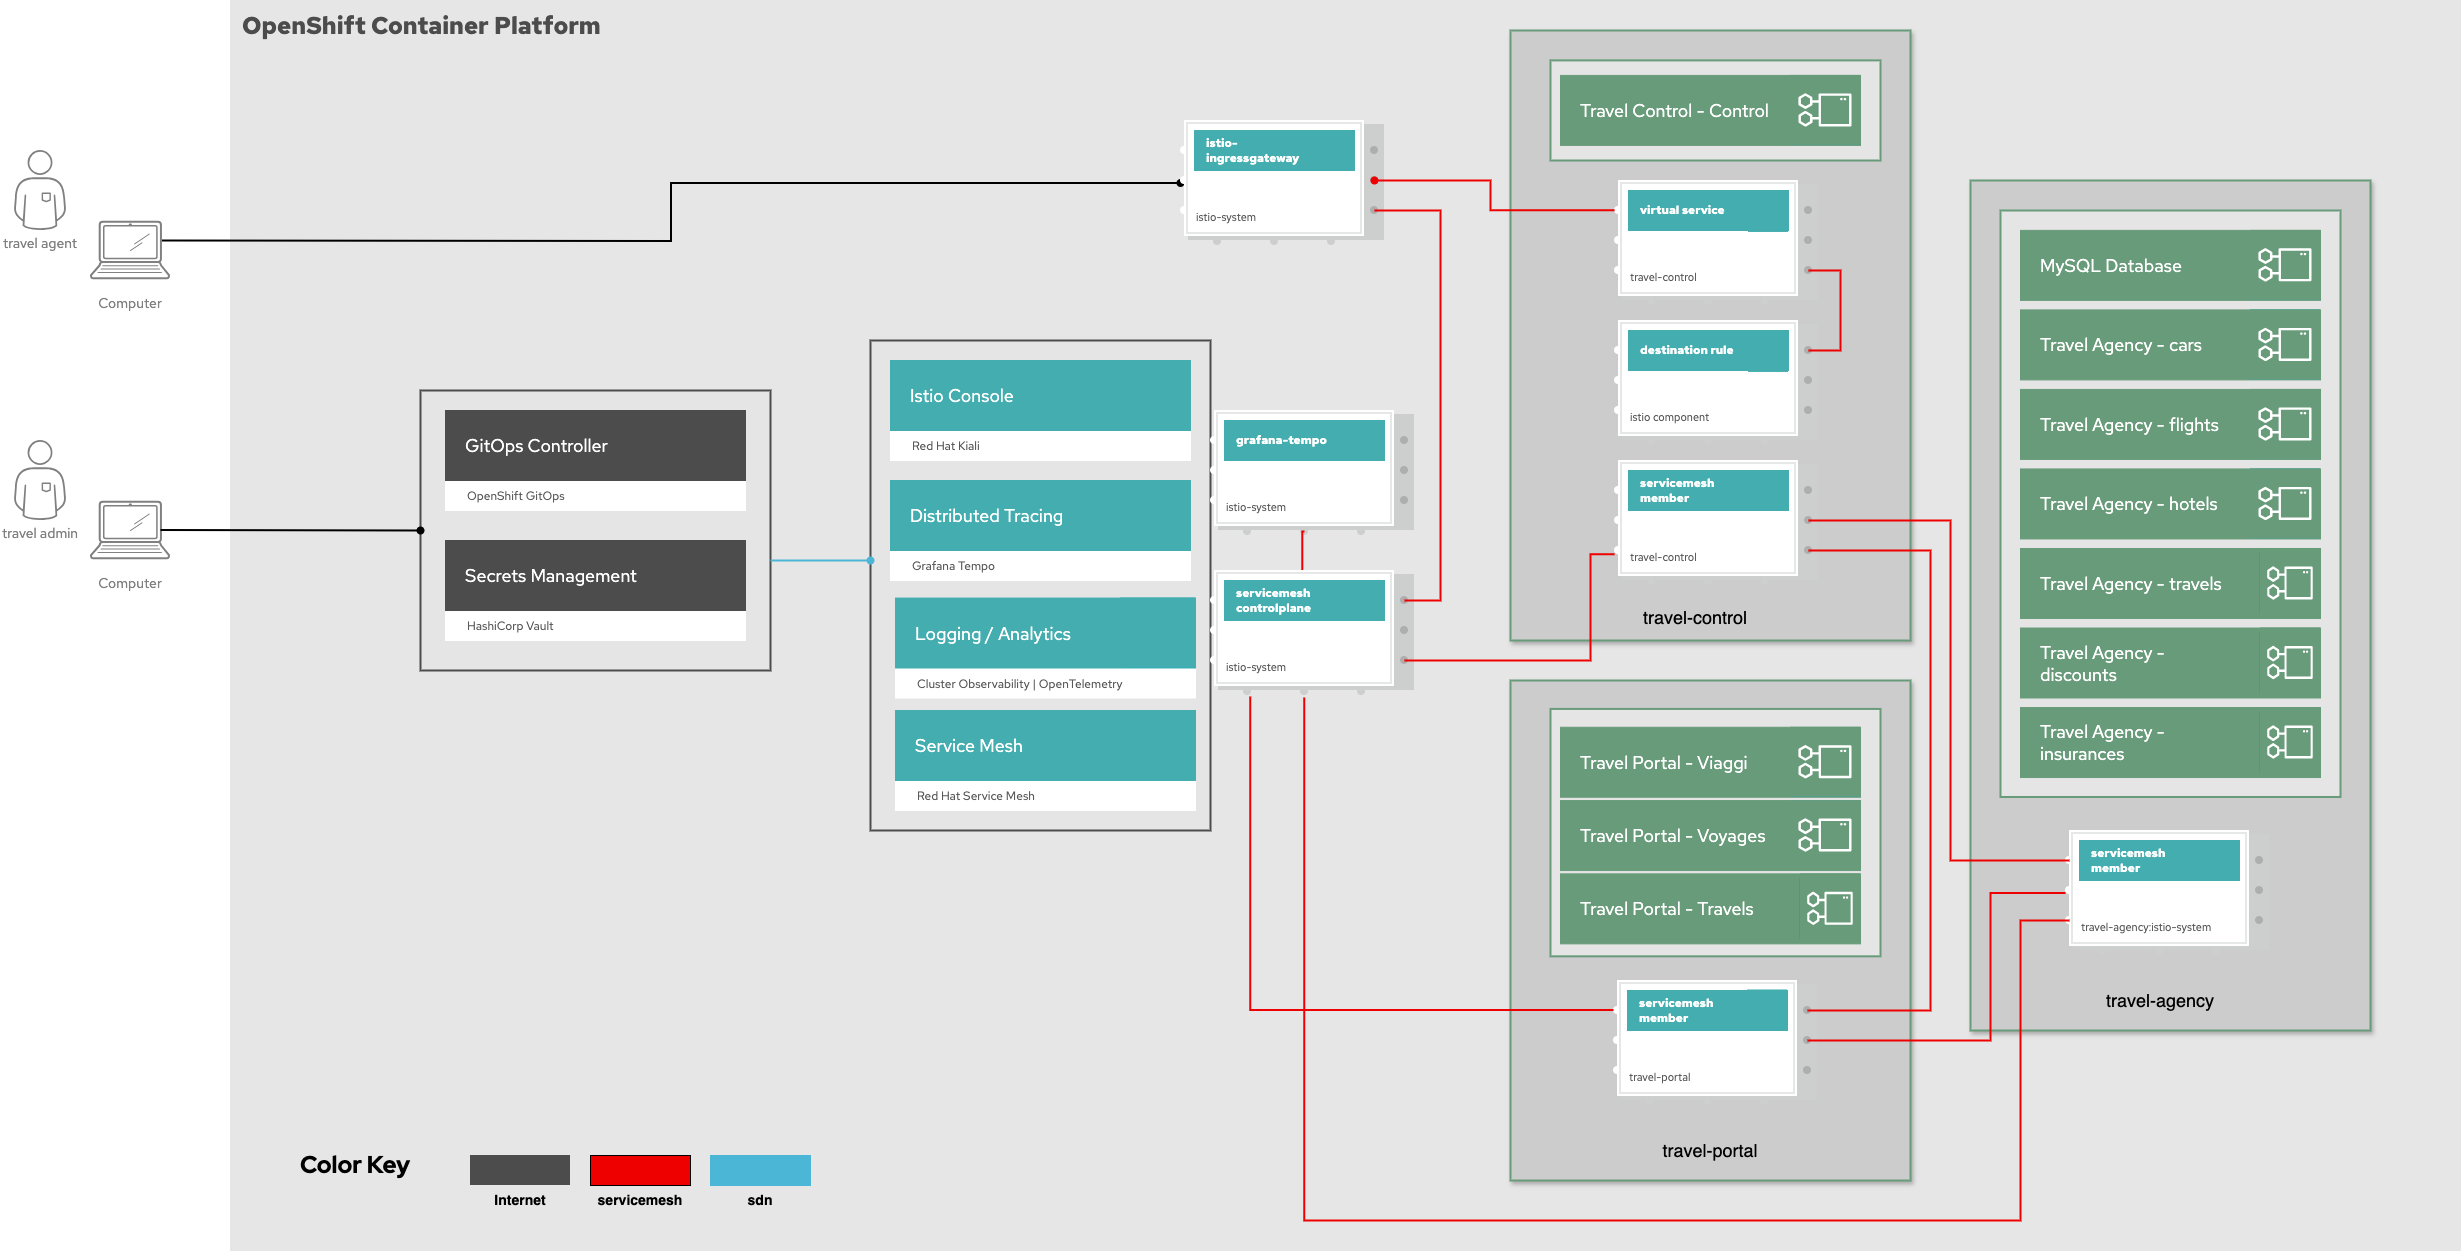 OpenShift Container Platform
travel agent
Computer
travel admin
Computer
GitOps Controller
OpenShift GitOps
Secrets Management
HashiCorp Vault
Istio Console
Red Hat Kiali
Distributed Tracing
Grafana Tempo
Logging / Analytics
Cluster Observability | OpenTelemetry
Service Mesh
Red Hat Service Mesh
istio-
ingressgateway
istio-system
grafana-tempo
istio-system
servicemesh
controlplane
istio-system
Travel Control - Control
virtual service
travel-control
destination rule
istio component
servicemesh
member
travel-control
travel-control
Travel Portal - Viaggi
Travel Portal - Voyages
Travel Portal - Travels
servicemesh
member
travel-portal
travel-portal
MySQL Database
Travel Agency - cars
Travel Agency - flights
Travel Agency - hotels
Travel Agency - travels
Travel Agency -
discounts
Travel Agency -
insurances
servicemesh
member
travel-agency:istio-system
travel-agency
Color Key
Internet
servicemesh
sdn